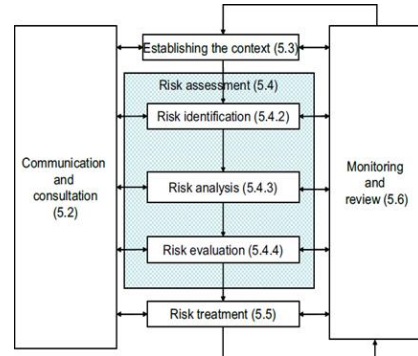 Establishing the context (5.3)
Risk assessment (5.4)
Risk identification (5.4.2)
Communication
and
consultation
(5.2)
Risk analysis (5.4.3)
Monitoring
and
review (5.6)
Risk evaluation (5.4.4)
Risk treatment (5.5)